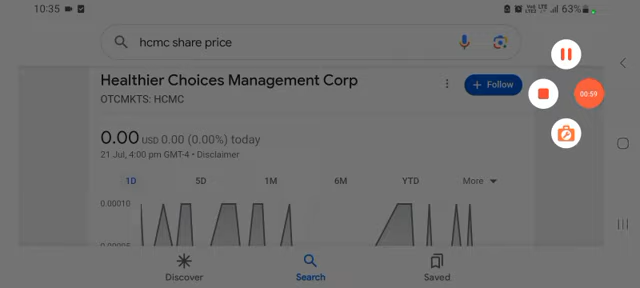 10:35 Vo) LTE 63%
hcmc share price
Healthier Choices Management Corp
+ Follow
OTCMKTS: HCMC
00:59
0.00 USD 0.00 (0.00%) today
21 Jul, 4:00 pm GMT-4 • Disclaimer
1D 5D 1M 6M YTD More
0.00010
0.00005
Discover Search Saved